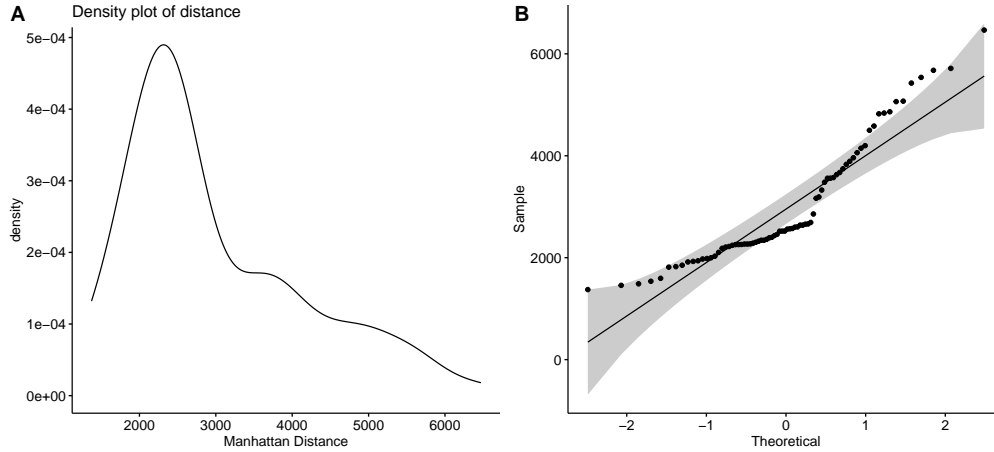 A
Density plot of distance
5e−04
4e−04
3e−04
2e−04
1e−04
0e+00
density
2000 3000 4000 5000 6000
Manhattan Distance
B
6000
4000
2000
0
Sample
−2 −1 0 1 2
Theoretical